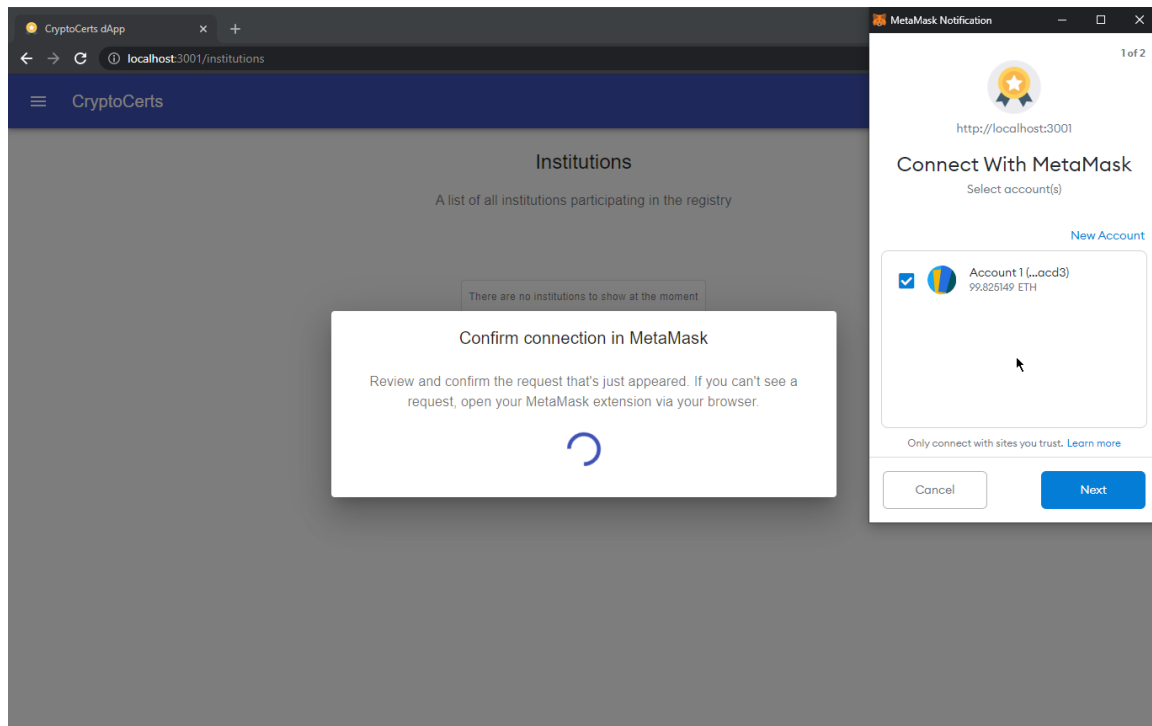 CryptoCerts dApp
localhost:3001/institutions
CryptoCerts
Institutions
A list of all institutions participating in the registry
There are no institutions to show at the moment
Confirm connection in MetaMask
Review and confirm the request that's just appeared. If you can't see a
request, open your MetaMask extension via your browser.
MetaMask Notification
1 of 2
http://localhost:3001
Connect With MetaMask
Select account(s)
New Account
Account 1 (...acd3)
99.825149 ETH
Only connect with sites you trust. Learn more
Cancel
Next